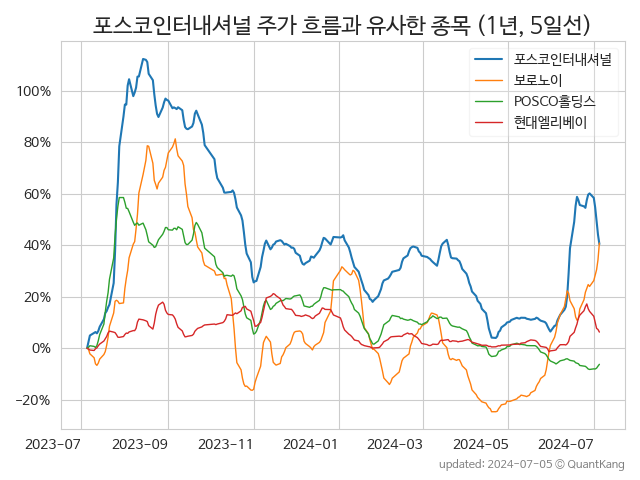 포스코인터내셔널 주가 흐름과 유사한 종목 (1년, 5일선)
포스코인터내셔널
보로노이
POSCO홀딩스
현대엘리베이
100%
80%
60%
40%
20%
0%
−20%
2023-07 2023-09 2023-11 2024-01 2024-03 2024-05 2024-07
updated: 2024-07-05 © QuantKang